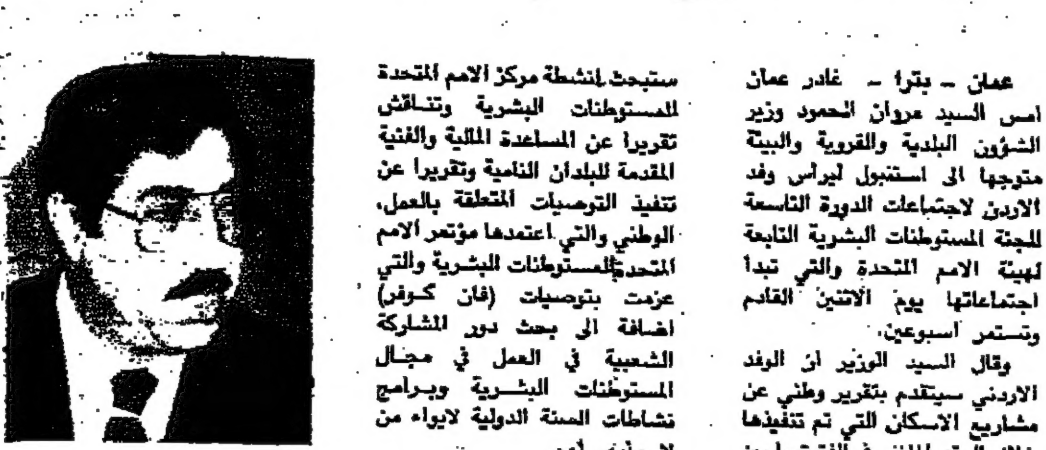 عمان ـ بترا ـ غادر عمان
امس السيد مروان الحمود وزير
الشؤون البلدية والقروية والبيئة
متوجها الى استنبول ليرأس وفد
الاردن لاجتماعات الدورة التاسعة
للجنة المستوطنات البشرية التابعة
لهيئة الامم المتحدة والتي تبدأ
اجتماعاتها يوم الاثنين القادم
وتستمر اسبوعين.
وقال السيد الوزير ان الوفد
الاردني سيتقدم بتقرير وطني عن
مشاريع الاسكان التي تم تنفيذها
ستبحث انشطة مركز الامم المتحدة
للمستوطنات البشرية وتناقش
تقريرا عن المساعدة المالية والفنية
المقدمة للبلدان النامية وتقريرا عن
تنفيذ التوصيات المتعلقة بالعمل
الوطني والتي اعتمدها مؤتمر الامم
المتحدة للمستوطنات البشرية والتي
عرفت بتوصيات (فان كوفر)
اضافة الى بحث دور المشاركة
الشعبية في العمل في مجال
المستوطنات البشرية وبرامج
نشاطات السنة الدولية لايواء من